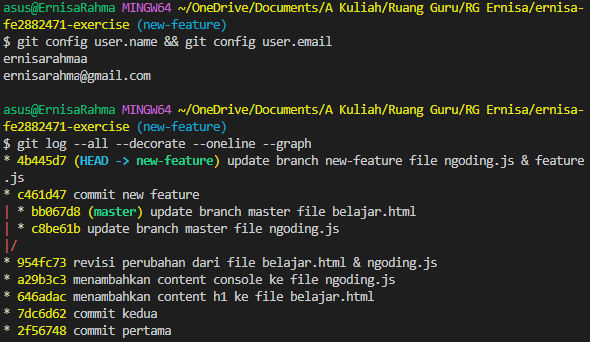 asus@ErnisaRahma MINGW64 ~/OneDrive/Documents/A Kuliah/Ruang Guru/RG Ernisa/ernisa-
fe2882471-exercise (new-feature)
$ git config user.name && git config user.email
ernisarahmaa
ernisarahma@gmail.com

asus@ErnisaRahma MINGW64 ~/OneDrive/Documents/A Kuliah/Ruang Guru/RG Ernisa/ernisa-
fe2882471-exercise (new-feature)
$ git log --all --decorate --oneline --graph
* 4b445d7 (HEAD -> new-feature) update branch new-feature file ngoding.js & feature
.js
* c461d47 commit new feature
| * bb067d8 (master) update branch master file belajar.html
| * c8be61b update branch master file ngoding.js
|/
* 954fc73 revisi perubahan dari file belajar.html & ngoding.js
* a29b3c3 menambahkan content console ke file ngoding.js
* 646adac menambahkan content h1 ke file belajar.html
* 7dc6d62 commit kedua
* 2f56748 commit pertama